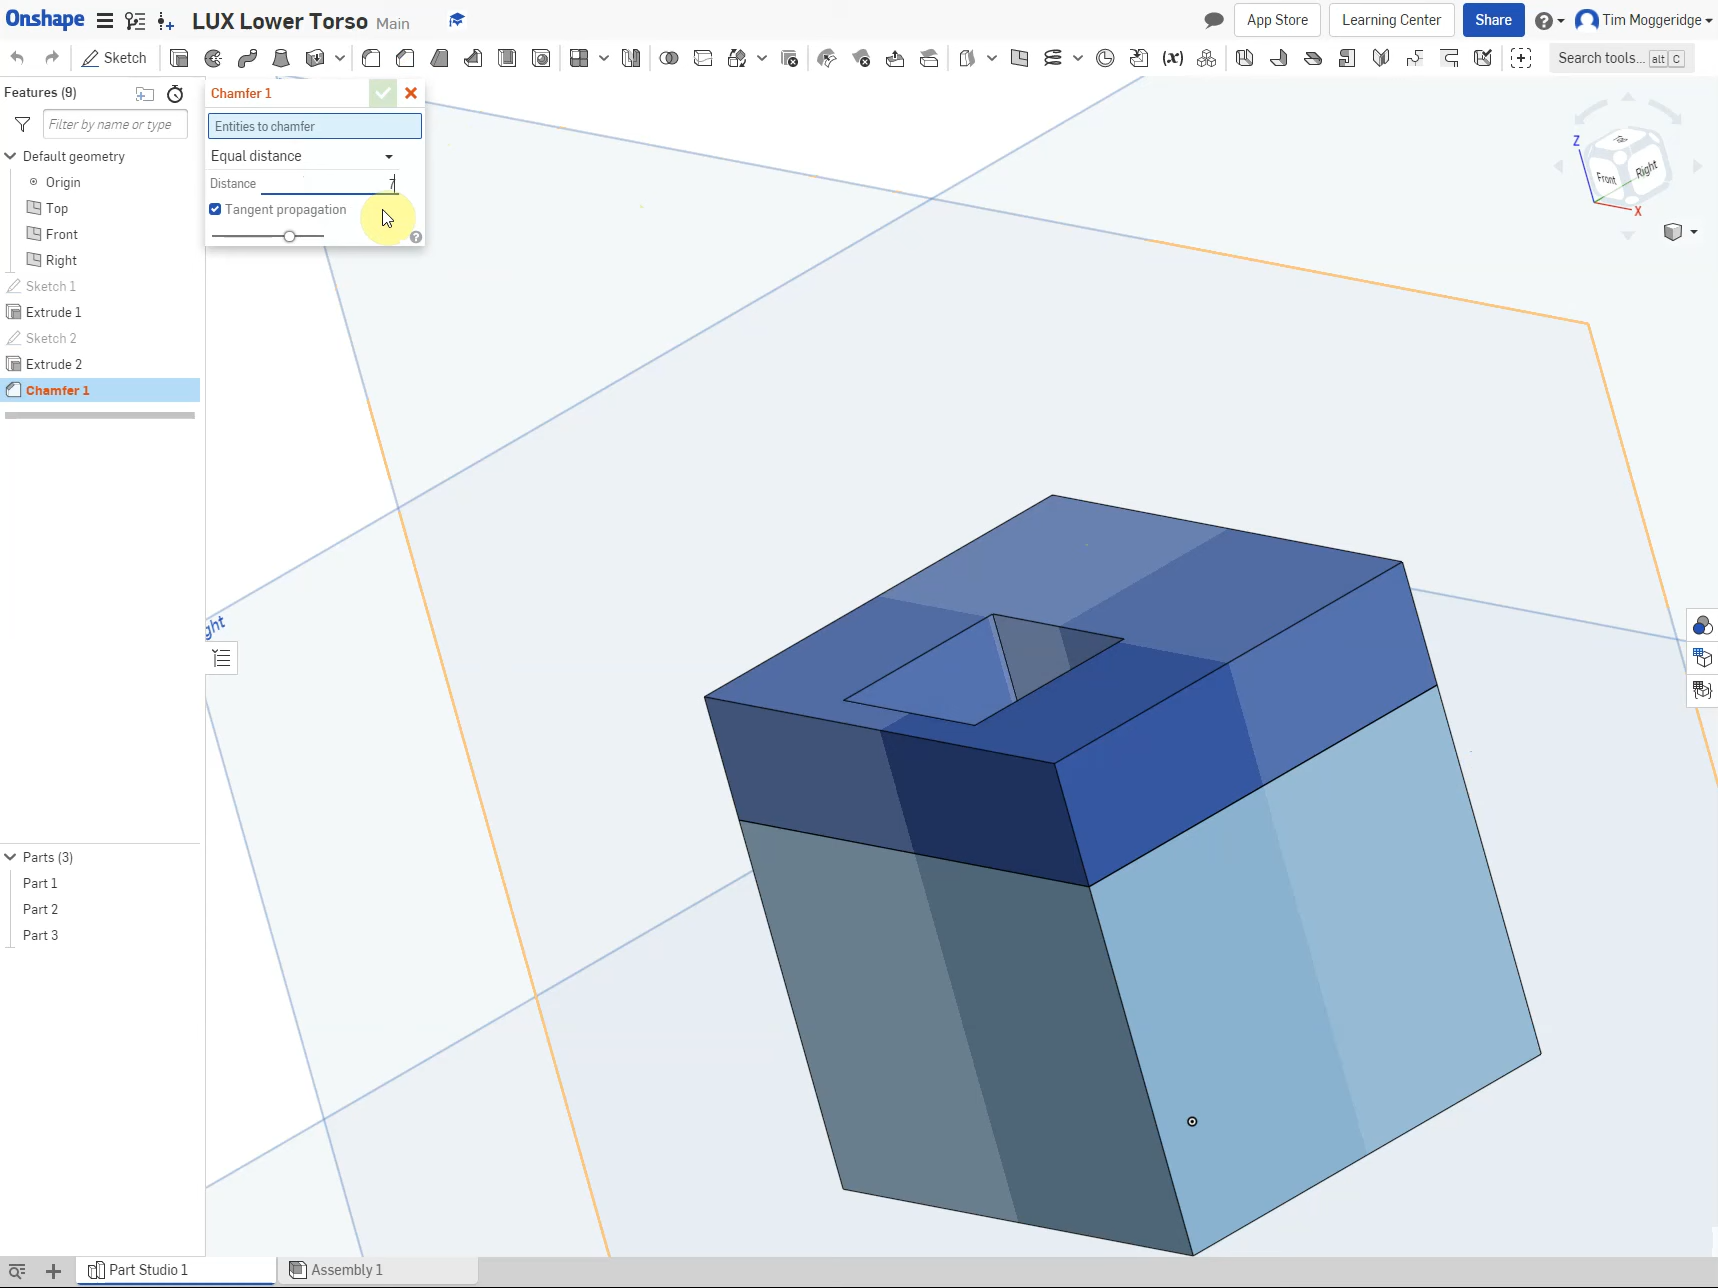 Onshape LUX Lower Torso Main App Store Learning Center Share Tim Moggeridge
Sketch Search tools... alt C
Features (9)
Filter by name or type
Default geometry
Origin
Top
Front
Right
Sketch 1
Extrude 1
Sketch 2
Extrude 2
Chamfer 1
Chamfer 1
Entities to chamfer
Equal distance
Distance 7
Tangent propagation
Z
Top
Front
Right
X
ght
Parts (3)
Part 1
Part 2
Part 3
Part Studio 1 Assembly 1